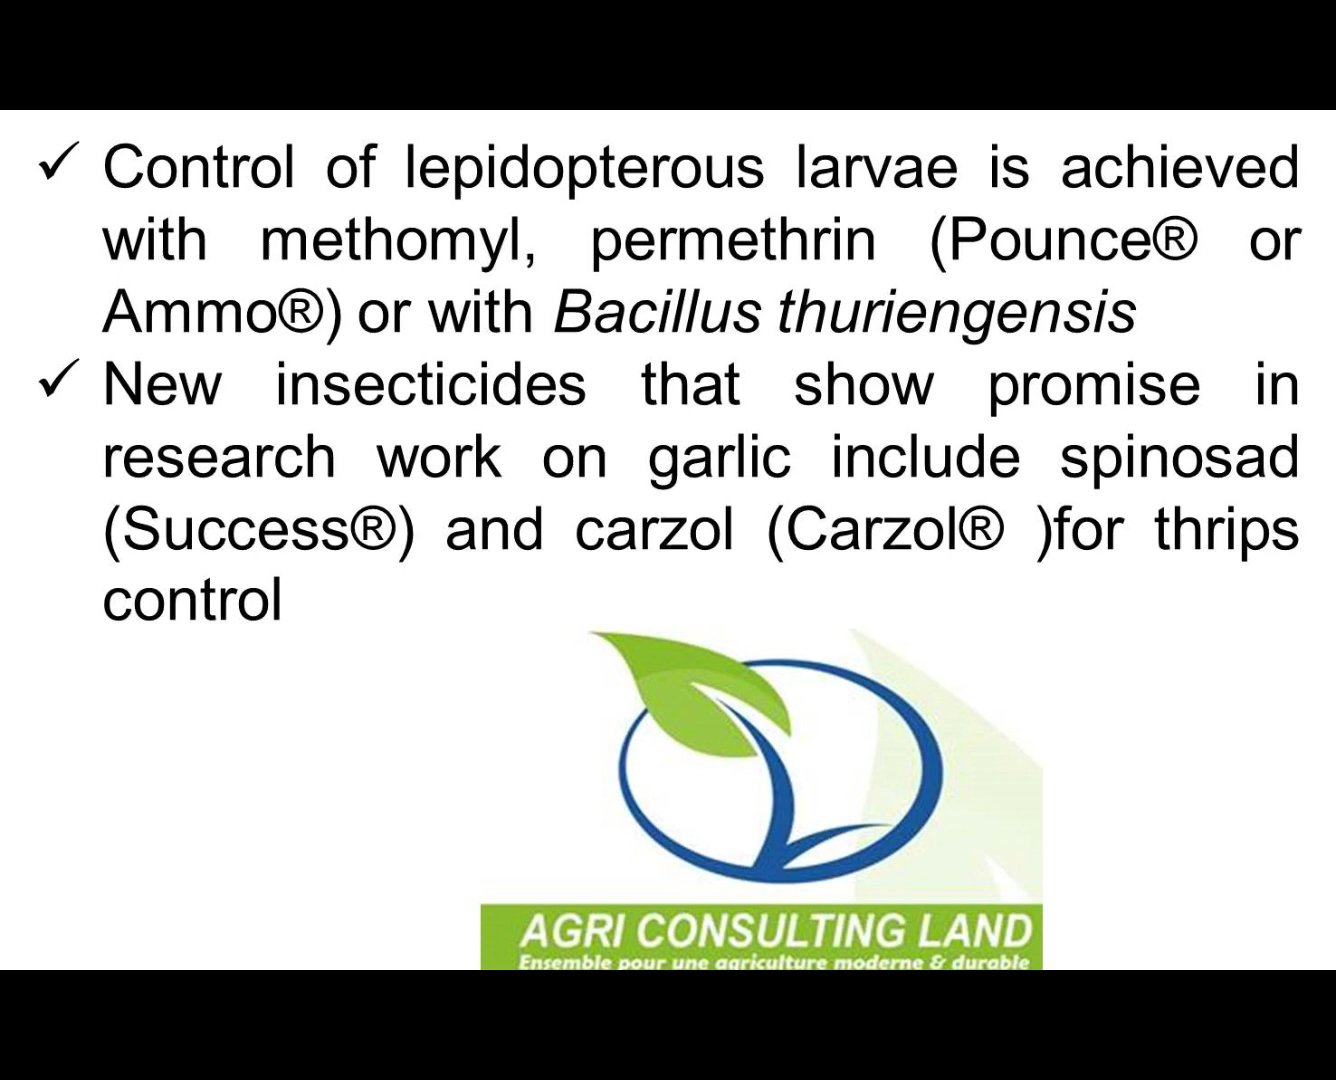 ✓ Control of lepidopterous larvae is achieved
with methomyl, permethrin (Pounce® or
Ammo®) or with Bacillus thuriengensis
✓ New insecticides that show promise in
research work on garlic include spinosad
(Success®) and carzol (Carzol® )for thrips
control
AGRI CONSULTING LAND
Ensemble pour une agriculture moderne & durable